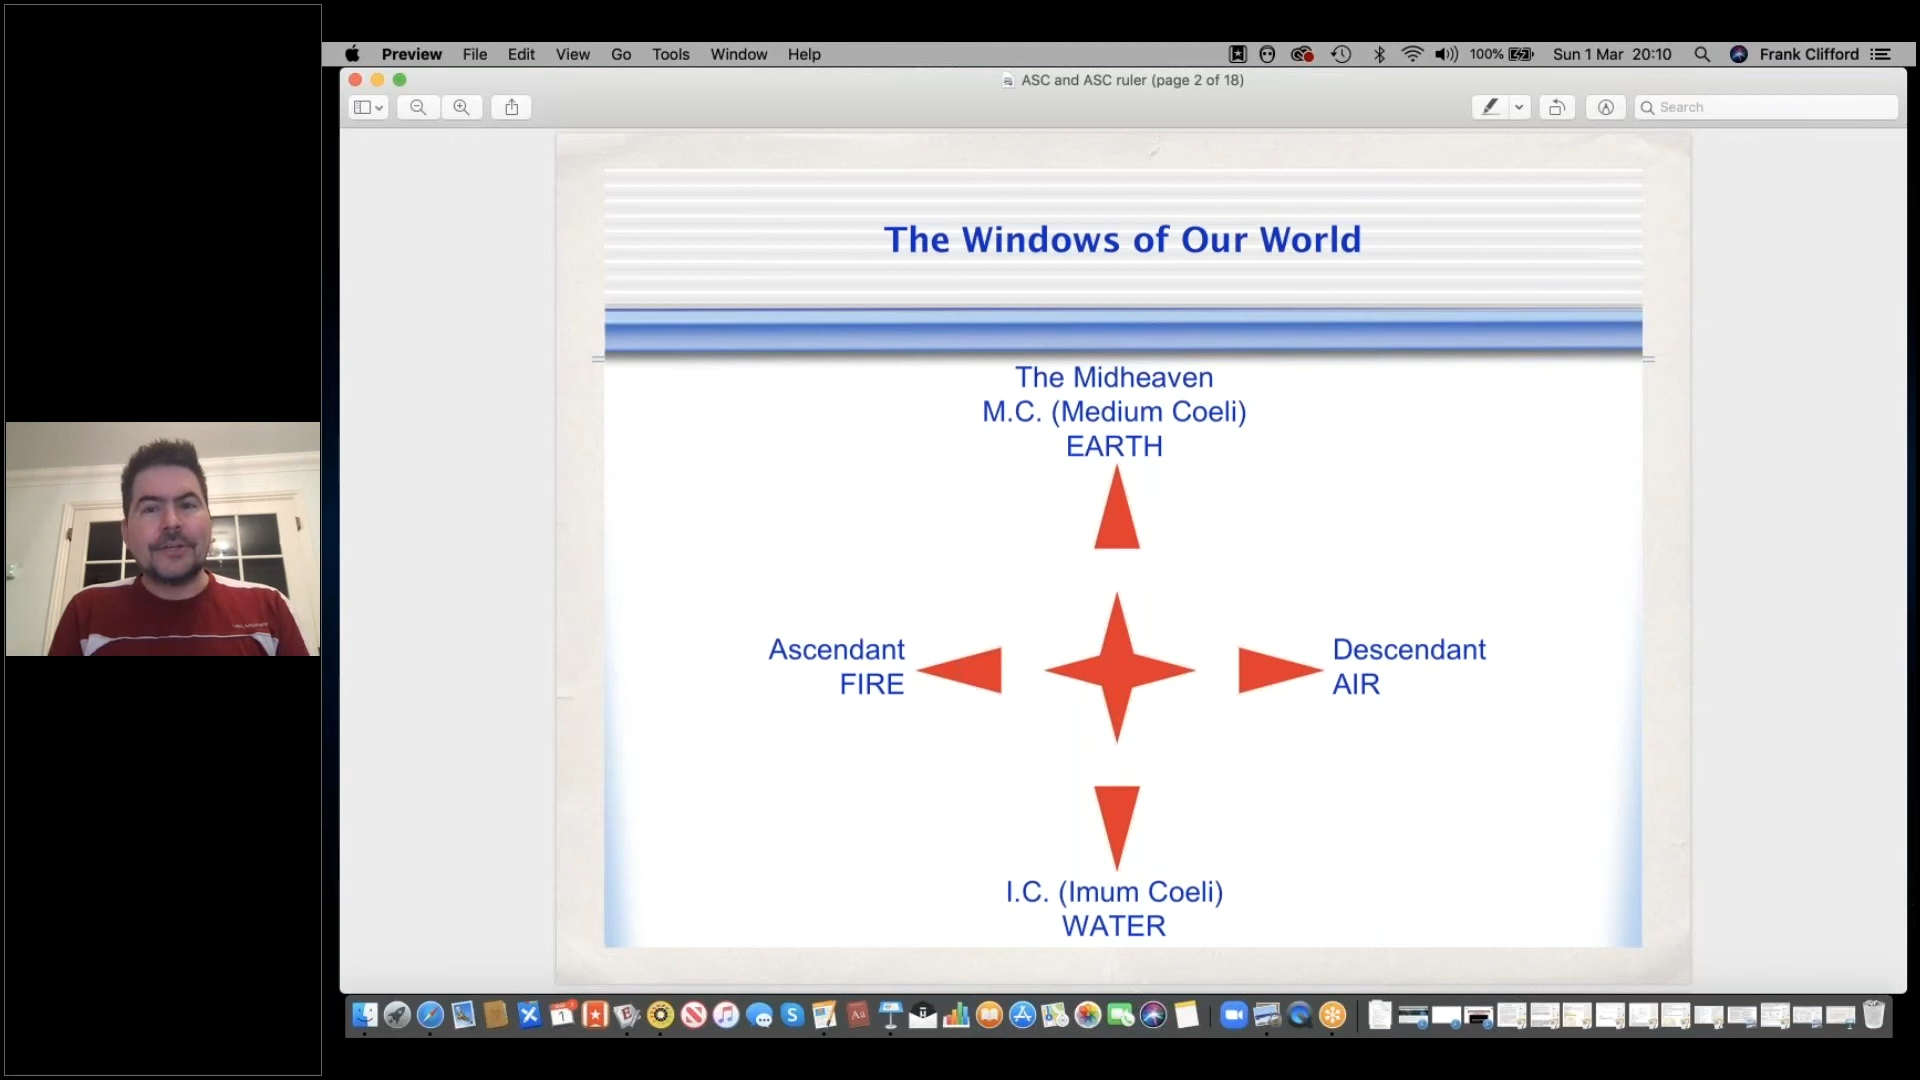 Preview File Edit View Go Tools Window Help 100% Sun 1 Mar 20:10 Frank Clifford
ASC and ASC ruler (page 2 of 18)
Search
The Windows of Our World
The Midheaven
M.C. (Medium Coeli)
EARTH
Ascendant
FIRE
Descendant
AIR
I.C. (Imum Coeli)
WATER